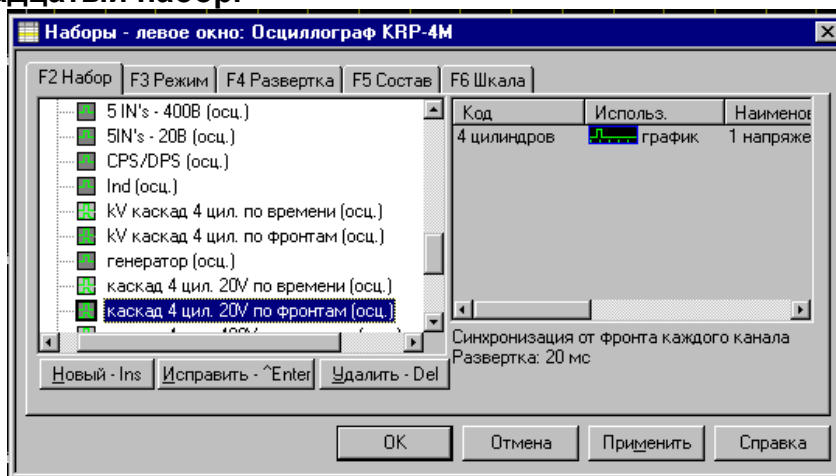 Наборы - левое окно: Осциллограф KRP-4M
F2 Набор F3 Режим F4 Развертка F5 Состав F6 Шкала
5 IN's - 400В (осц.)
5IN's - 20В (осц.)
CPS/DPS (осц.)
Ind (осц.)
kV каскад 4 цил. по времени (осц.)
kV каскад 4 цил. по фронтам (осц.)
генератор (осц.)
каскад 4 цил. 20V по времени (осц.)
каскад 4 цил. 20V по фронтам (осц.)
Код Использ. Наименов
4 цилиндров график 1 напряже
Синхронизация от фронта каждого канала
Развертка: 20 мс
Новый - Ins Исправить - ^Enter Удалить - Del
OK Отмена Применить Справка